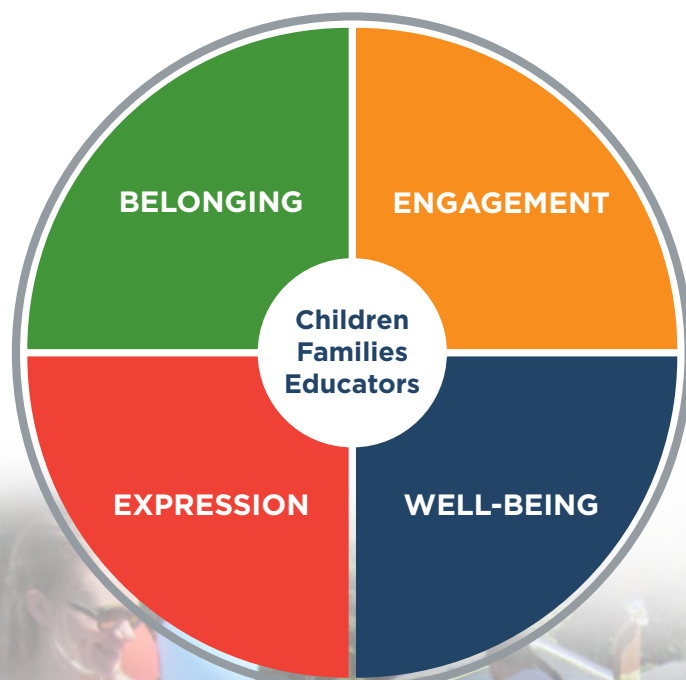 BELONGING
ENGAGEMENT
Children
Families
Educators
EXPRESSION
WELL-BEING